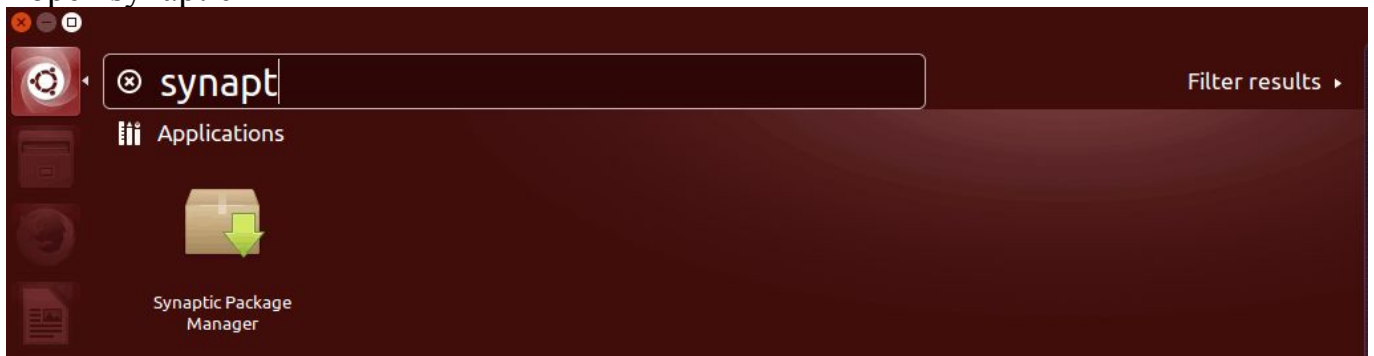 synapt
Filter results
Applications
Synaptic Package
Manager